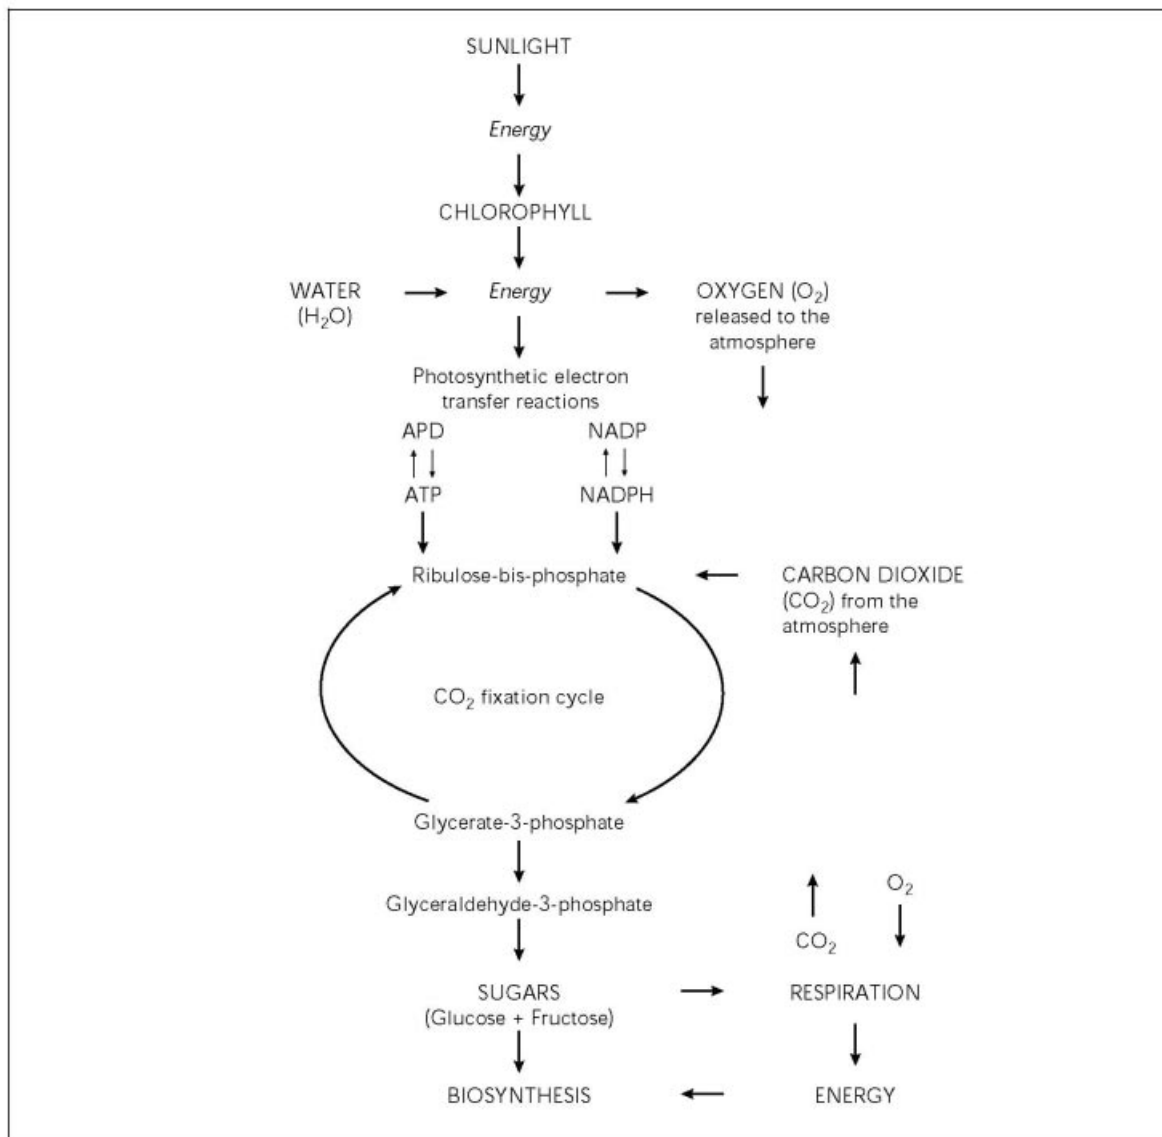 SUNLIGHT
Energy
CHLOROPHYLL
WATER
(H₂O)
Energy
OXYGEN (O₂)
released to the
atmosphere
Photosynthetic electron
transfer reactions
APD
NADP
ATP
NADPH
Ribulose-bis-phosphate
CARBON DIOXIDE
(CO₂) from the
atmosphere
CO₂ fixation cycle
Glycerate-3-phosphate
Glyceraldehyde-3-phosphate
O₂
CO₂
SUGARS
(Glucose + Fructose)
RESPIRATION
BIOSYNTHESIS
ENERGY